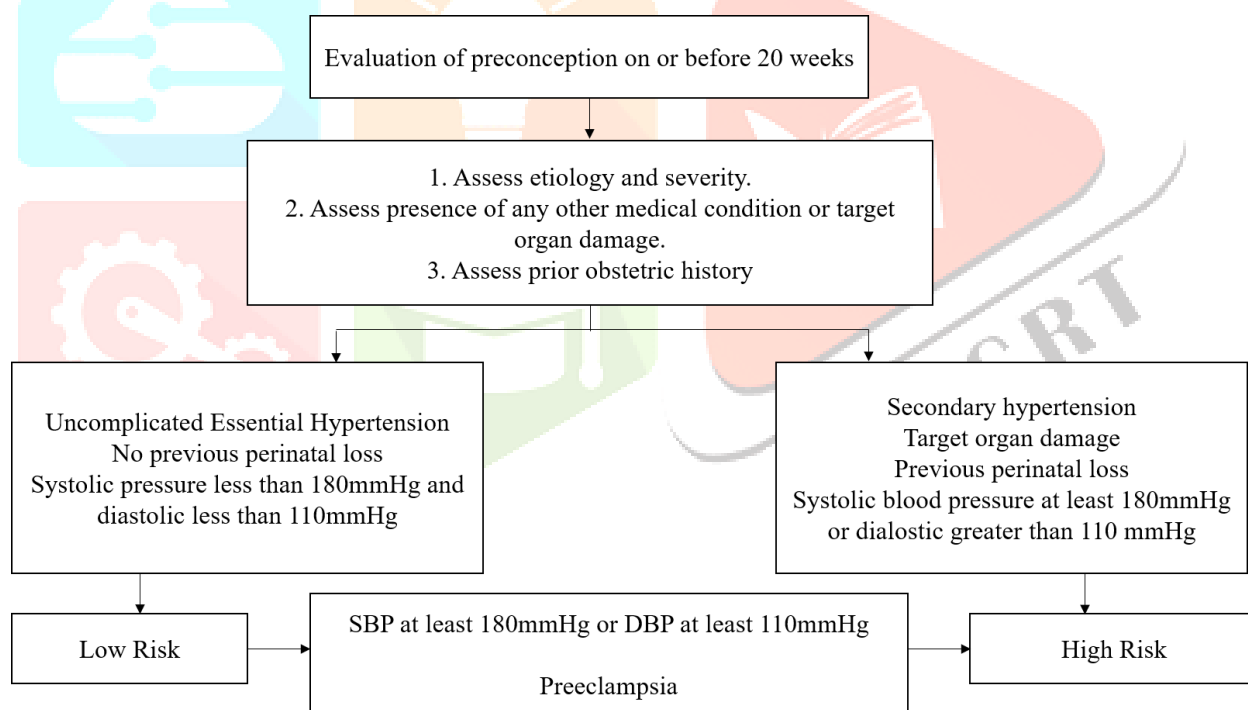 Evaluation of preconception on or before 20 weeks
1. Assess etiology and severity.
2. Assess presence of any other medical condition or target
organ damage.
3. Assess prior obstetric history
Uncomplicated Essential Hypertension
No previous perinatal loss
Systolic pressure less than 180mmHg and
diastolic less than 110mmHg
Secondary hypertension
Target organ damage
Previous perinatal loss
Systolic blood pressure at least 180mmHg
or dialostic greater than 110 mmHg
Low Risk
SBP at least 180mmHg or DBP at least 110mmHg
Preeclampsia
High Risk